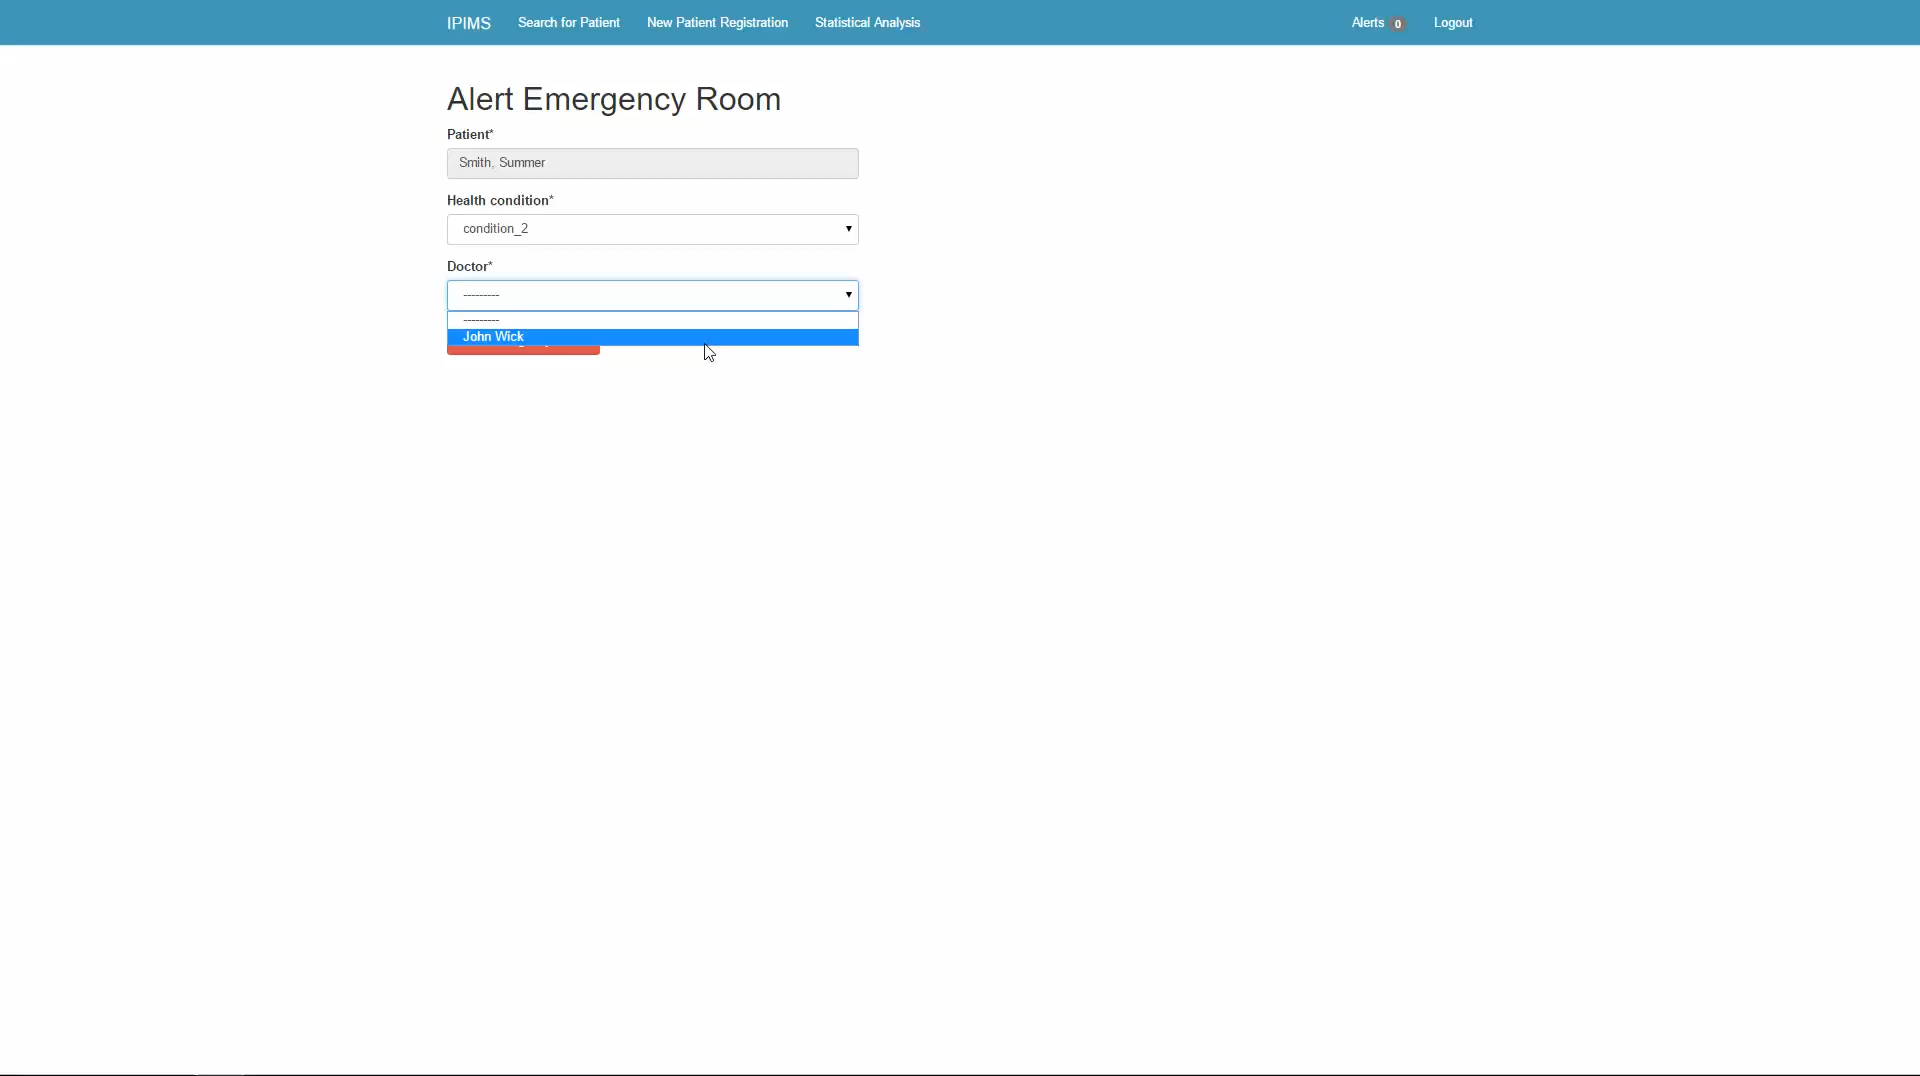 IPIMS Search for Patient New Patient Registration Statistical Analysis Alerts 0 Logout
Alert Emergency Room
Patient*
Smith, Summer
Health condition*
condition_2
Doctor*
---------
---------
John Wick